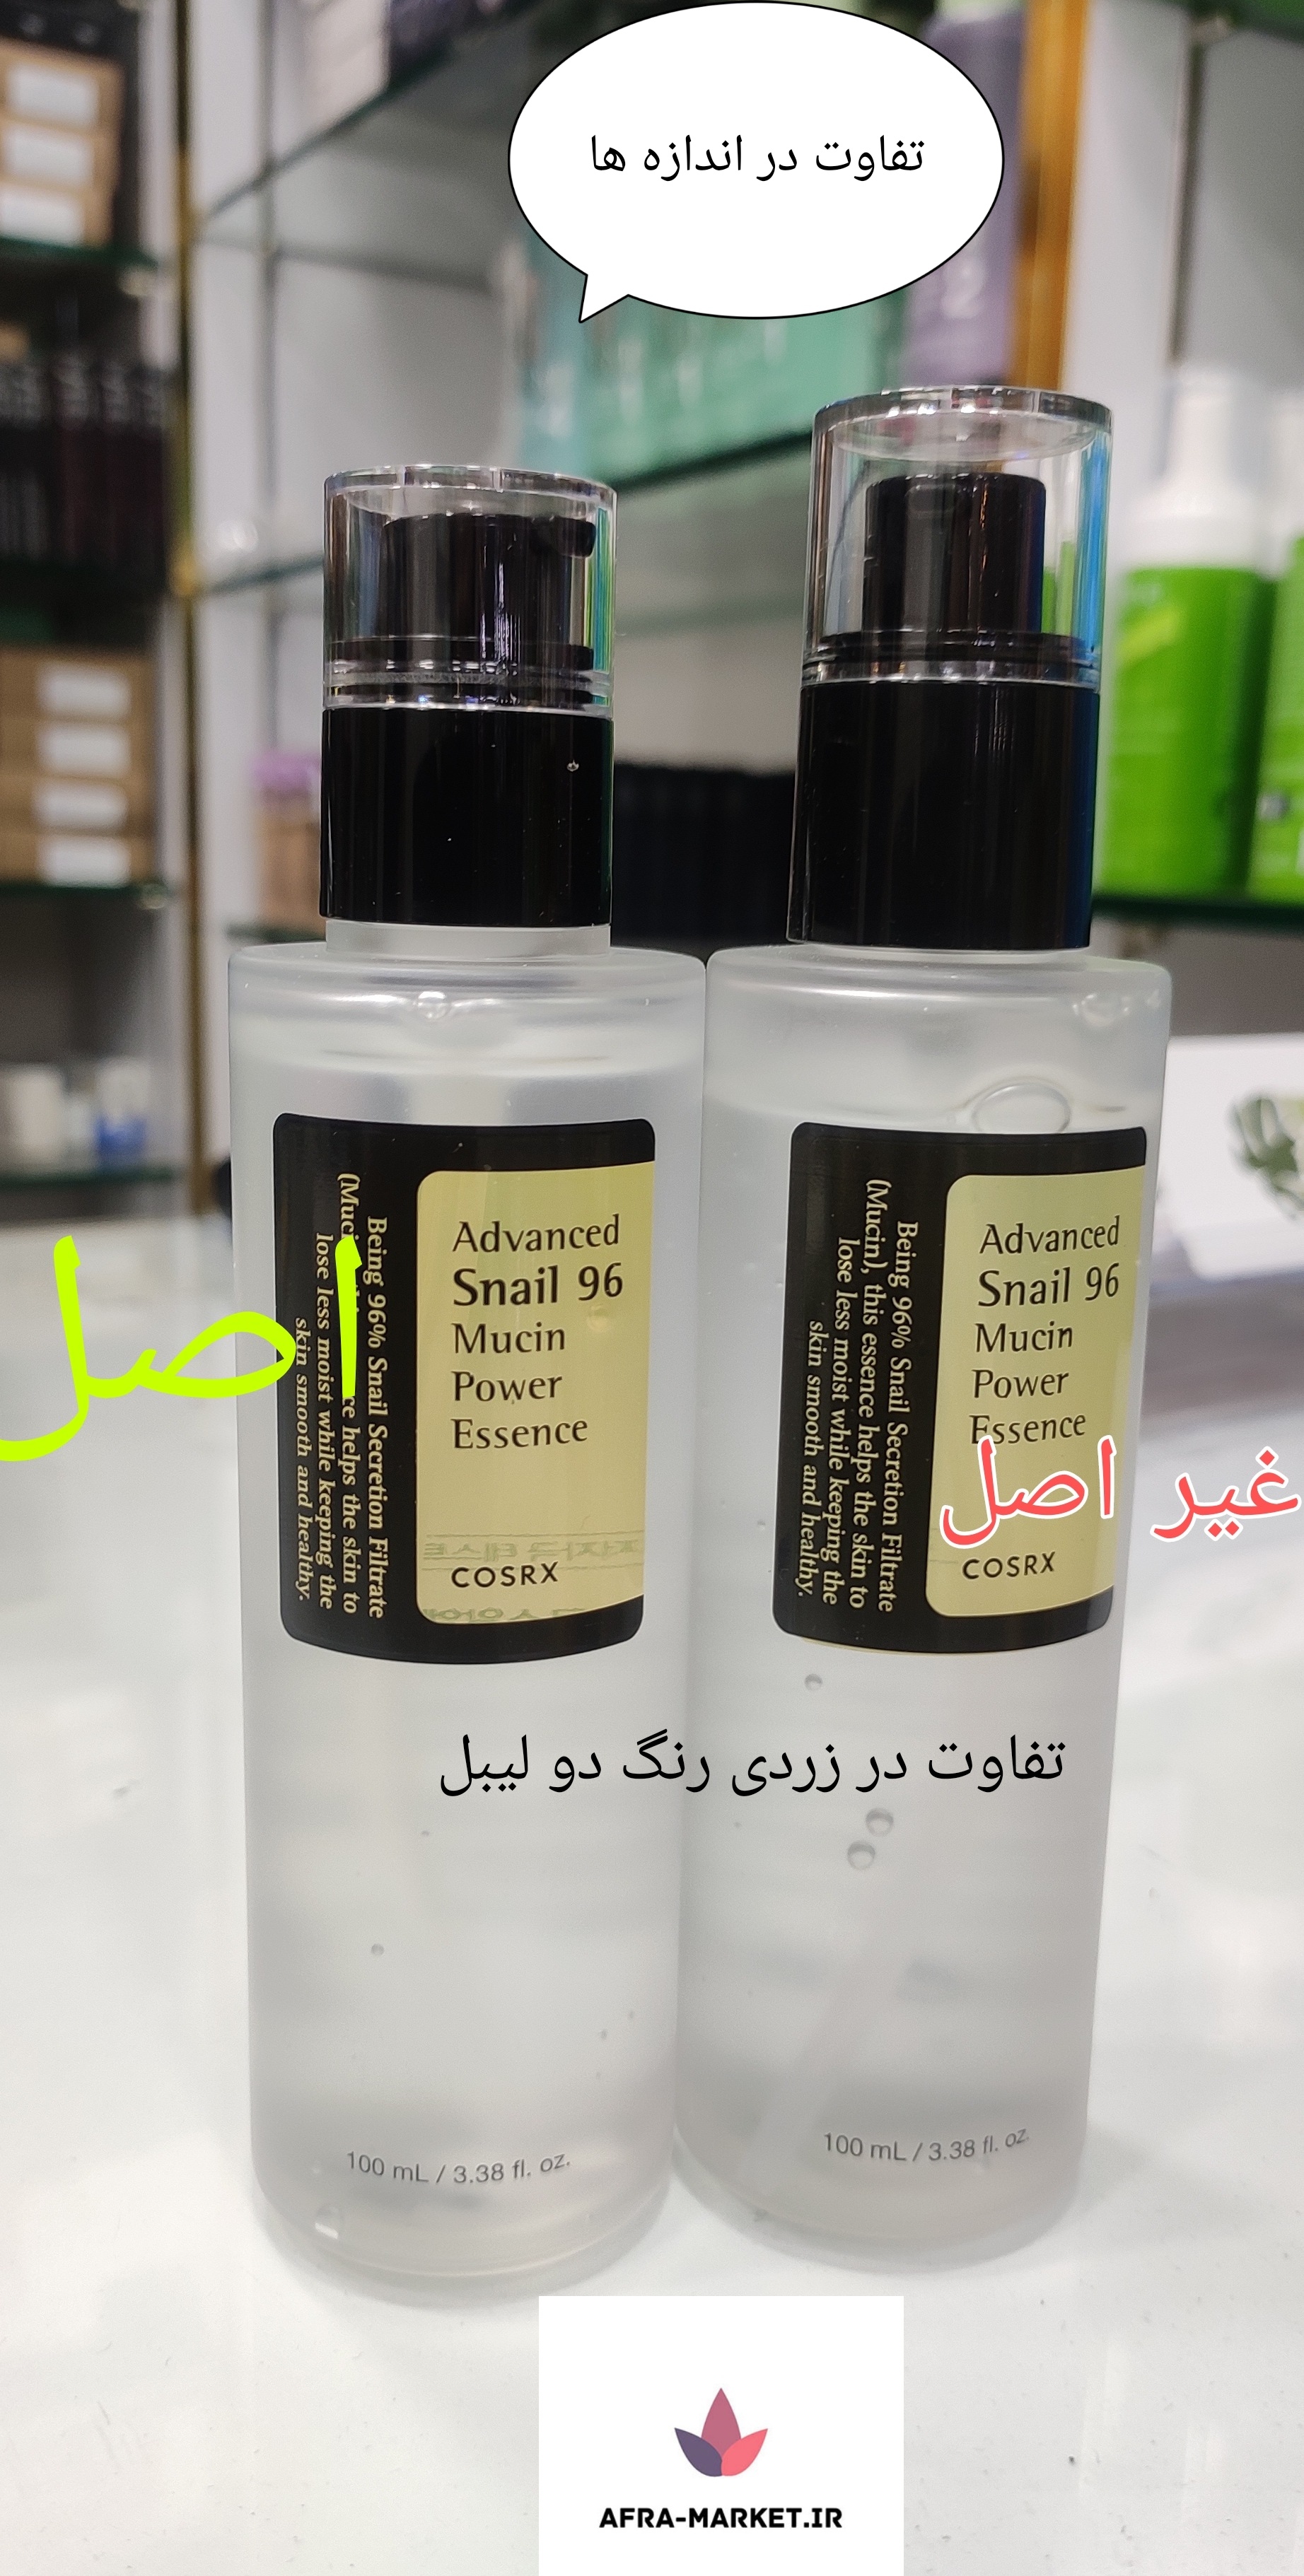 تفاوت در اندازه ها
Advanced
Snail 96
Mucin
Power
Essence
COSRX
Being 96% Snail Secretion Filtrate
helps the skin to
lose less moist while keeping the
skin smooth and healthy.
100 mL / 3.38 fl. oz.
اصل
Advanced
Snail 96
Mucin
Power
Essence
COSRX
Being 96% Snail Secretion Filtrate
(Mucin), this essence helps the skin to
lose less moist while keeping the
skin smooth and healthy.
100 mL / 3.38 fl. oz.
غیر اصل
تفاوت در زردی رنگ دو لیبل
AFRA-MARKET.IR